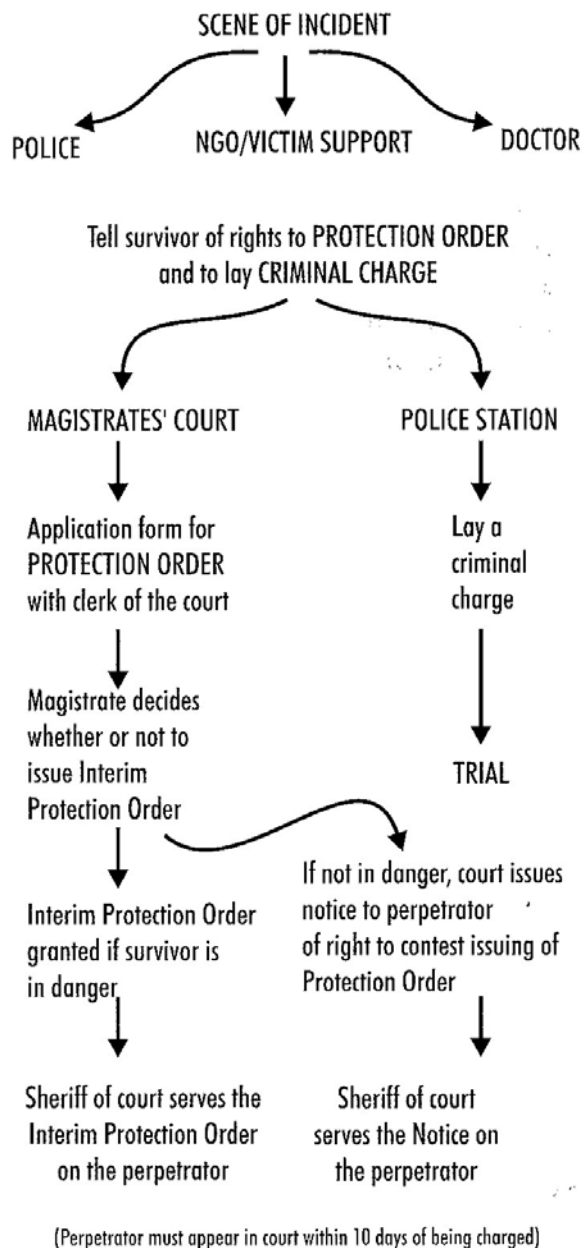 SCENE OF INCIDENT
POLICE
NGO/VICTIM SUPPORT
DOCTOR
Tell survivor of rights to PROTECTION ORDER
and to lay CRIMINAL CHARGE
MAGISTRATES' COURT
POLICE STATION
Application form for
PROTECTION ORDER
with clerk of the court
Lay a
criminal
charge
Magistrate decides
whether or not to
issue Interim
Protection Order
TRIAL
Interim Protection Order
granted if survivor is
in danger
If not in danger, court issues
notice to perpetrator
of right to contest issuing of
Protection Order
Sheriff of court serves the
Interim Protection Order
on the perpetrator
Sheriff of court
serves the Notice on
the perpetrator
(Perpetrator must appear in court within 10 days of being charged)